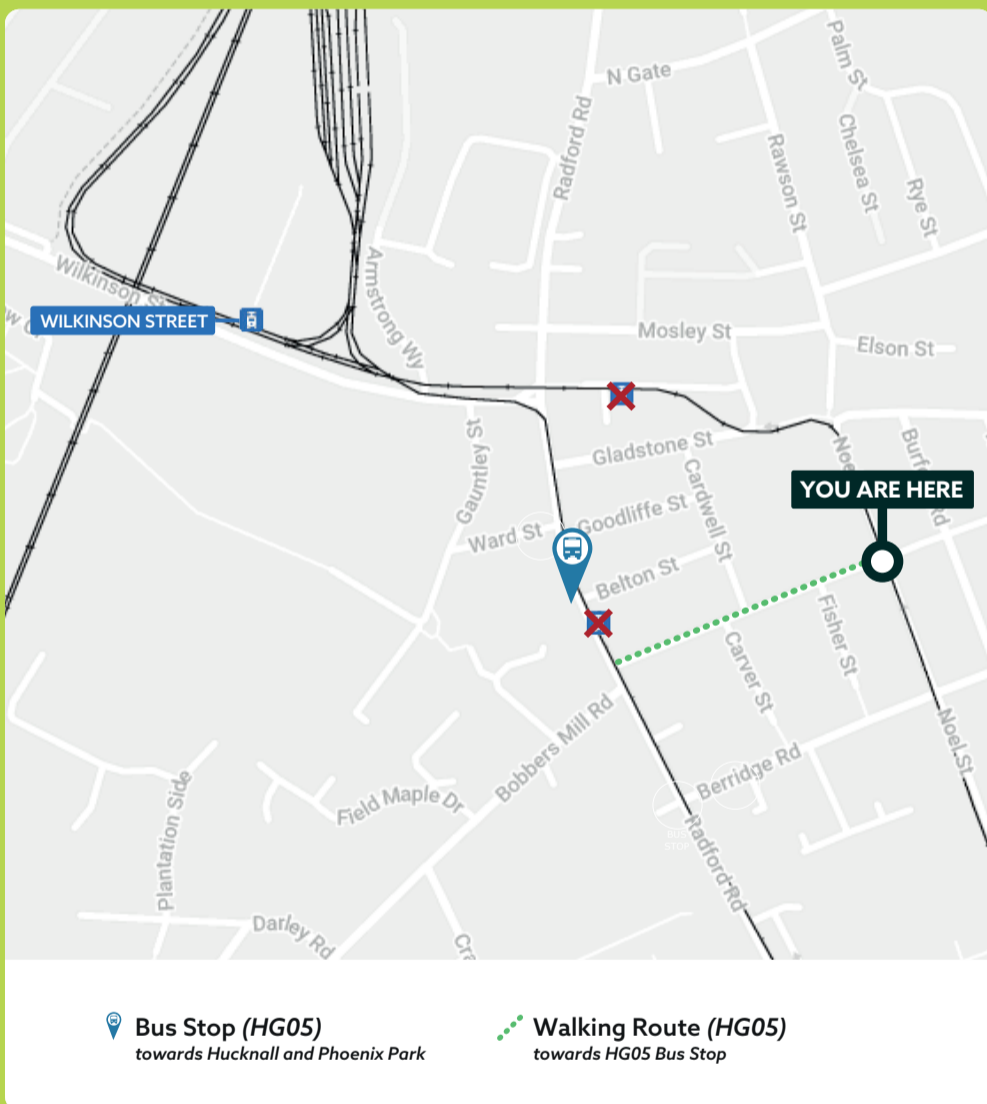 N Gate
Palm St
Radford Rd
Chelsea St
Rawson St
Rye St
Wilkinson St
Armstrong Wy
WILKINSON STREET
Mosley St
Elson St
Gladstone St
Gauntley St
Cardwell St
YOU ARE HERE
Goodliffe St
Ward St
Belton St
Fisher St
Carver St
Bobbers Mill Rd
Noel St
Berridge Rd
Field Maple Dr
Plantation Side
BUS
STOP
Radford Rd
Darley Rd
Bus Stop (HG05)
towards Hucknall and Phoenix Park
Walking Route (HG05)
towards HG05 Bus Stop